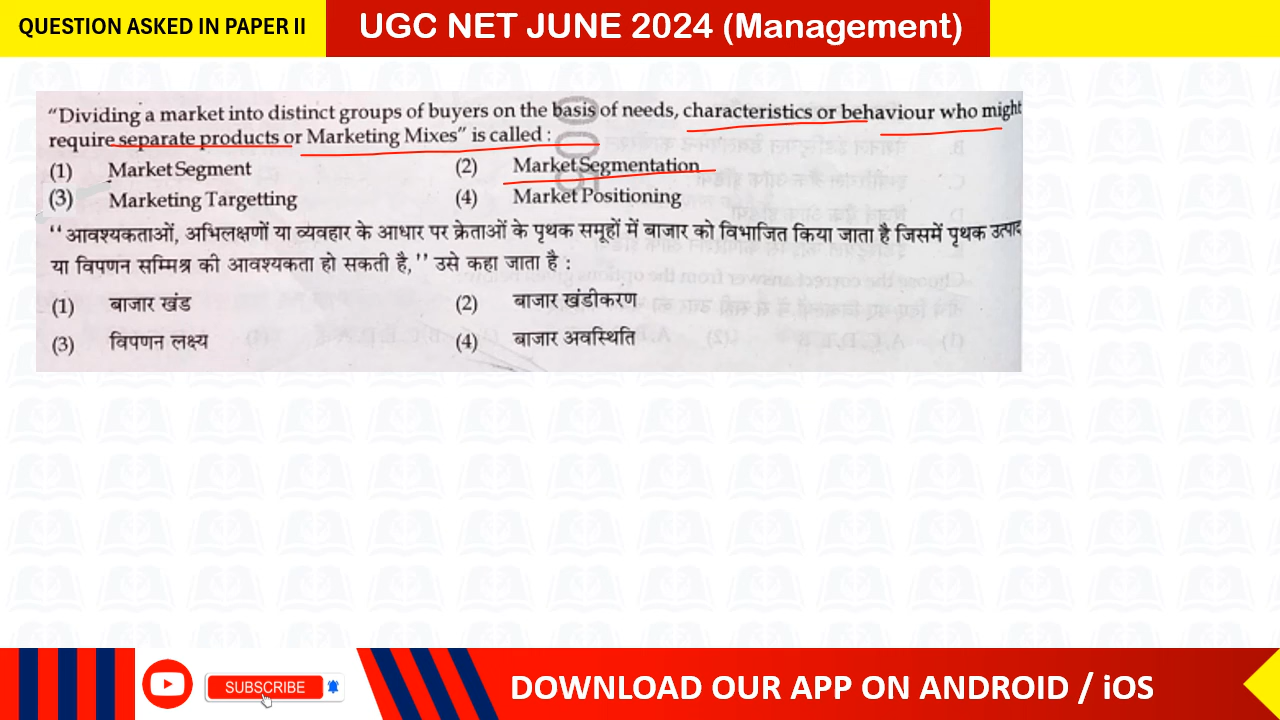 QUESTION ASKED IN PAPER II
UGC NET JUNE 2024 (Management)
“Dividing a market into distinct groups of buyers on the basis of needs, characteristics or behaviour who might
require separate products or Marketing Mixes” is called :
(1) Market Segment (2) Market Segmentation
(3) Marketing Targetting (4) Market Positioning
‘‘आवश्यकताओं, अभिलक्षणों या व्यवहार के आधार पर क्रेताओं के पृथक समूहों में बाजार को विभाजित किया जाता है जिसमें पृथक उत्पाद
या विपणन सम्मिश्र की आवश्यकता हो सकती है,’’ उसे कहा जाता है :
(1) बाजार खंड (2) बाजार खंडीकरण
(3) विपणन लक्ष्य (4) बाजार अवस्थिति
SUBSCRIBE
DOWNLOAD OUR APP ON ANDROID / iOS